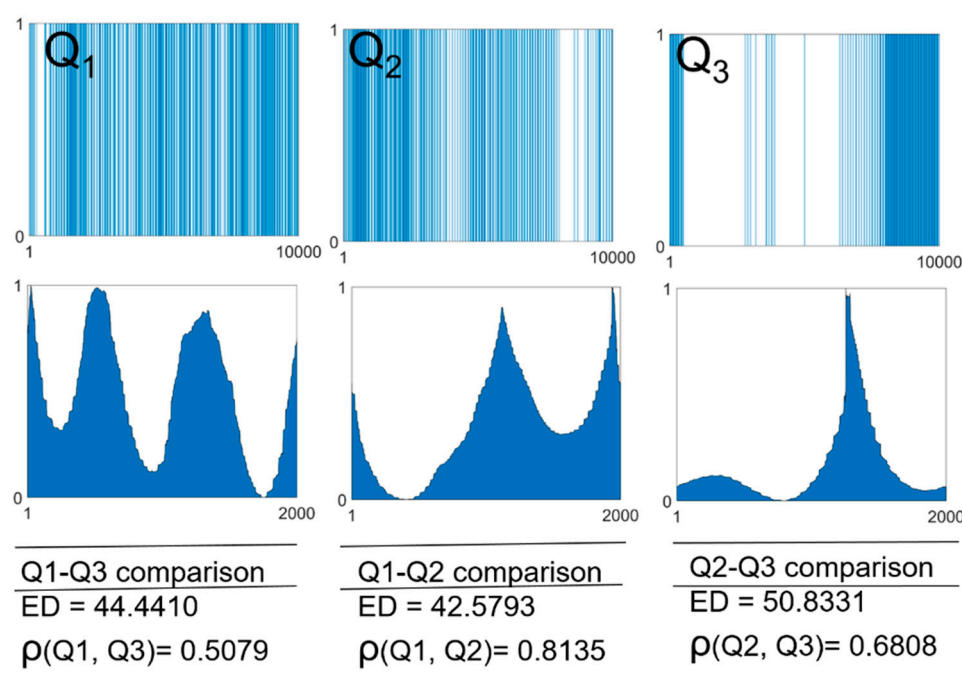 1
Q1
0
1
10000
1
Q2
0
1
10000
1
Q3
0
1
10000
1
0
1
2000
1
0
1
2000
1
0
1
2000
Q1-Q3 comparison
ED = 44.4410
ρ(Q1, Q3)= 0.5079
Q1-Q2 comparison
ED = 42.5793
ρ(Q1, Q2)= 0.8135
Q2-Q3 comparison
ED = 50.8331
ρ(Q2, Q3)= 0.6808